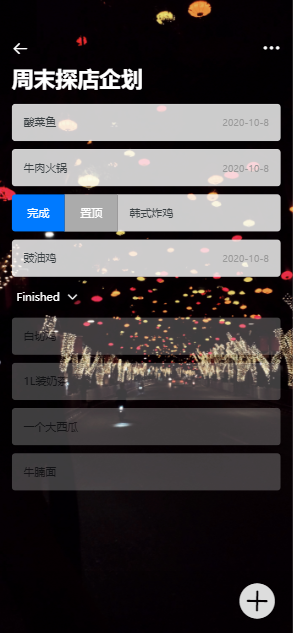 周末探店企划
酸菜鱼 2020-10-8
牛肉火锅 2020-10-8
完成 置顶 韩式炸鸡
豉油鸡 2020-10-8
Finished
白切鸡
1L装奶茶
一个大西瓜
牛腩面